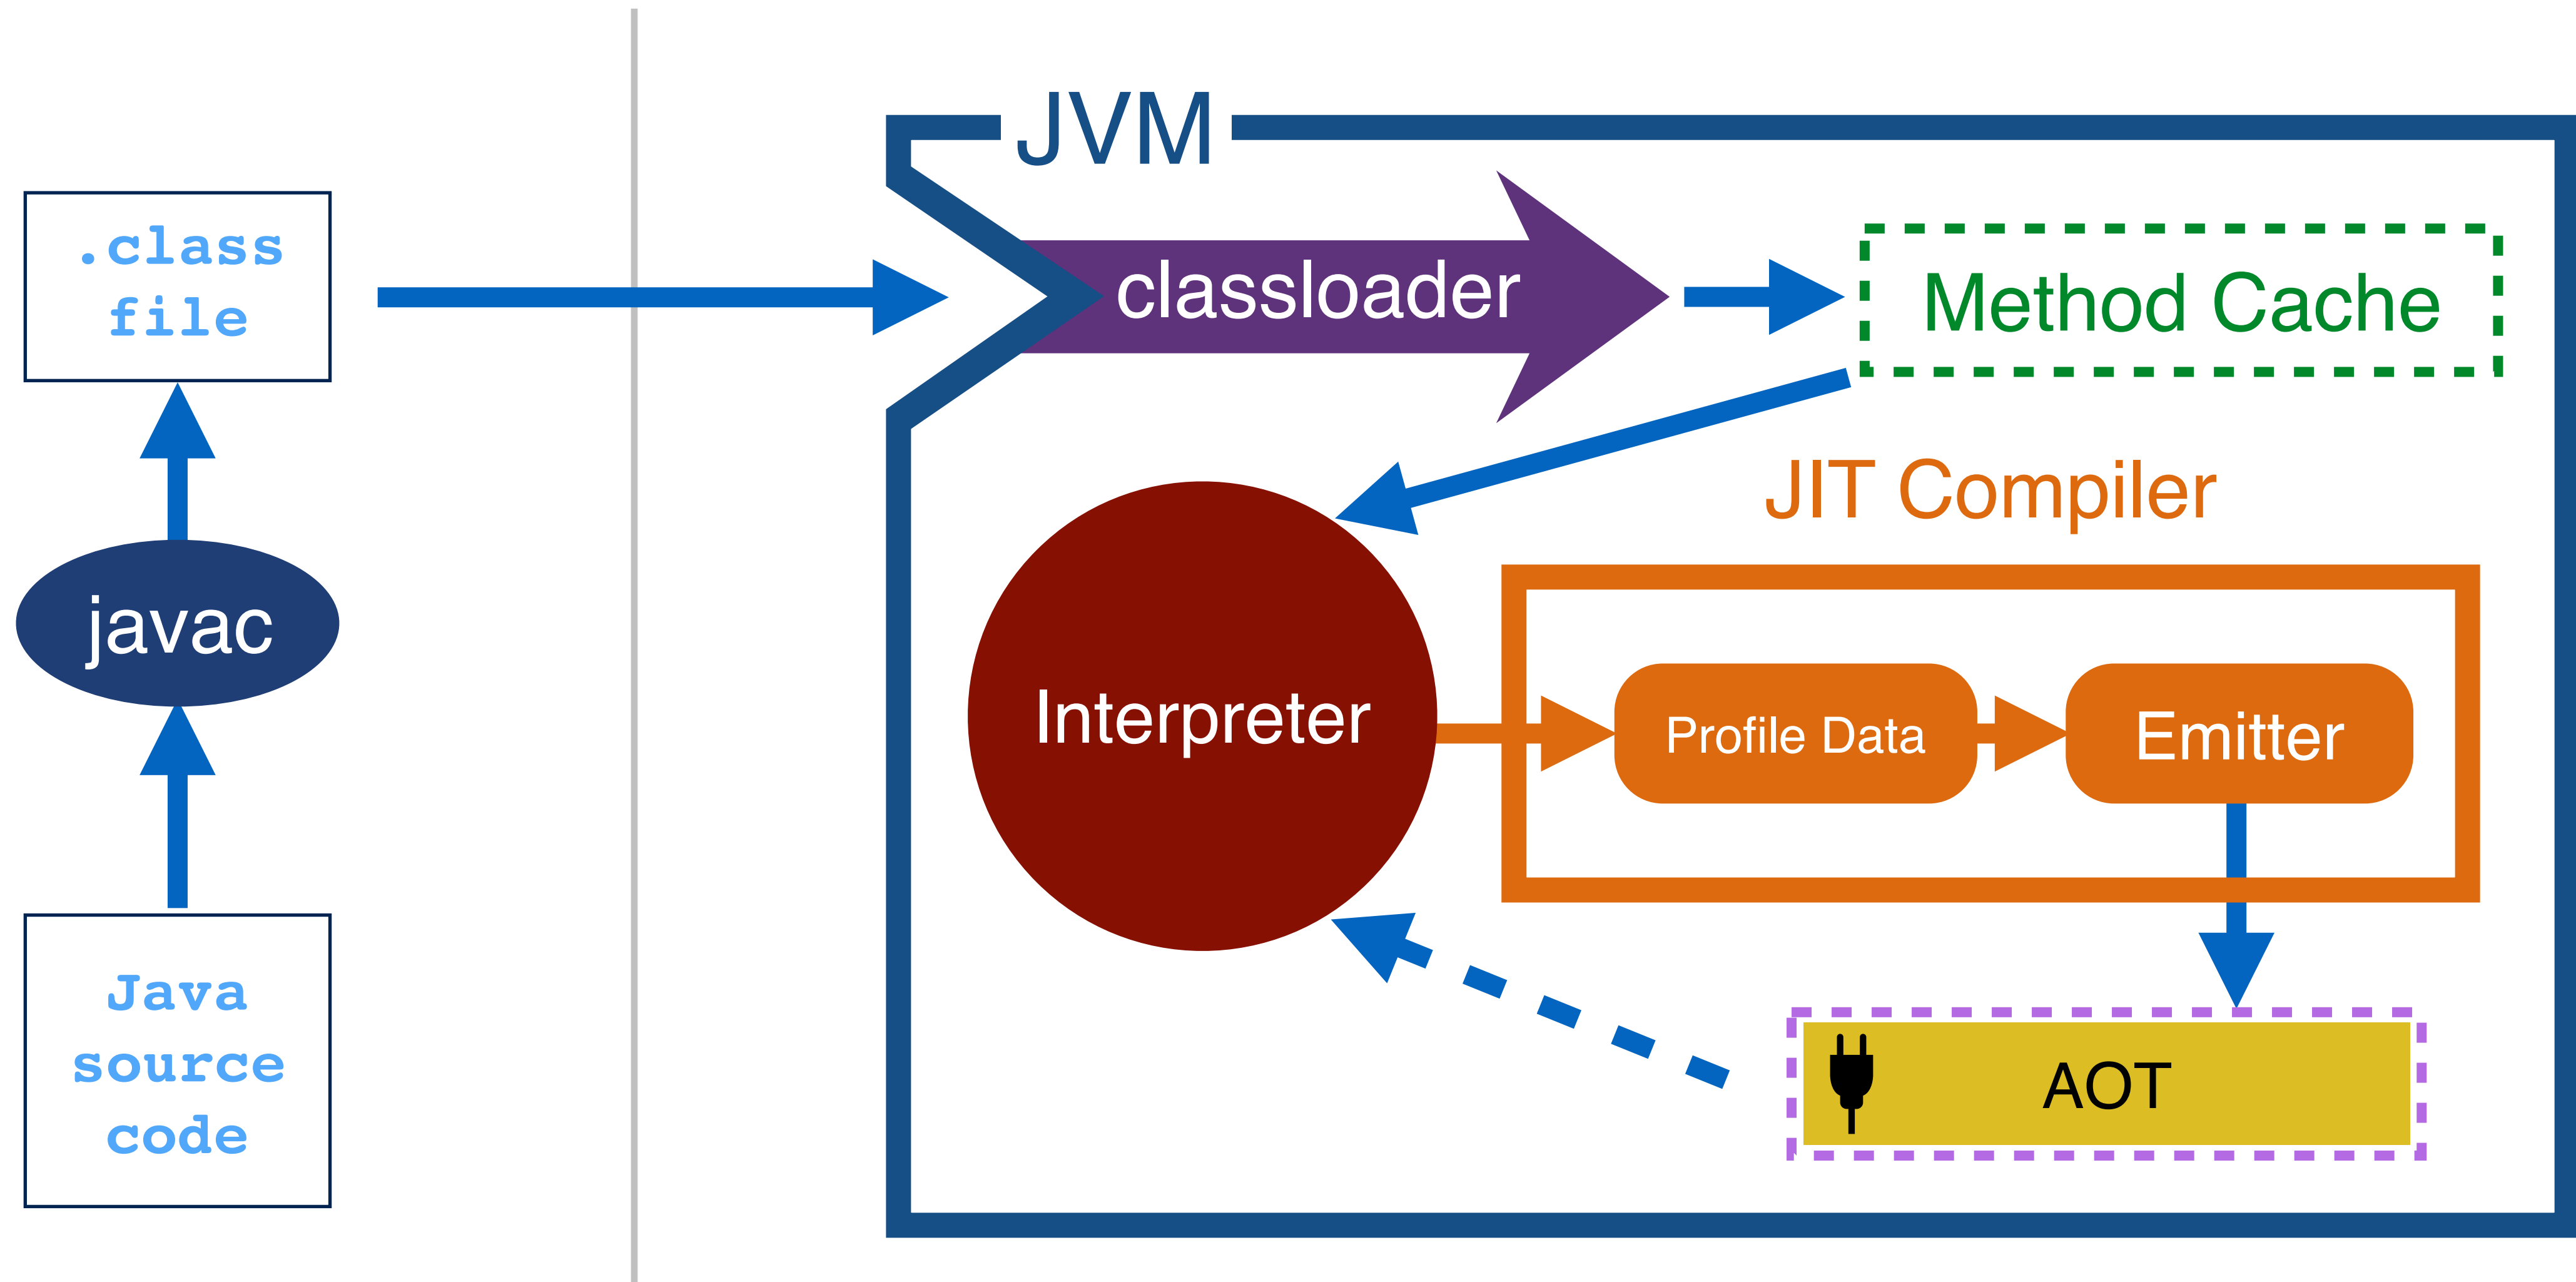 .class
file
javac
Java
source
code
JVM
classloader
Method Cache
JIT Compiler
Interpreter
Profile Data
Emitter
AOT